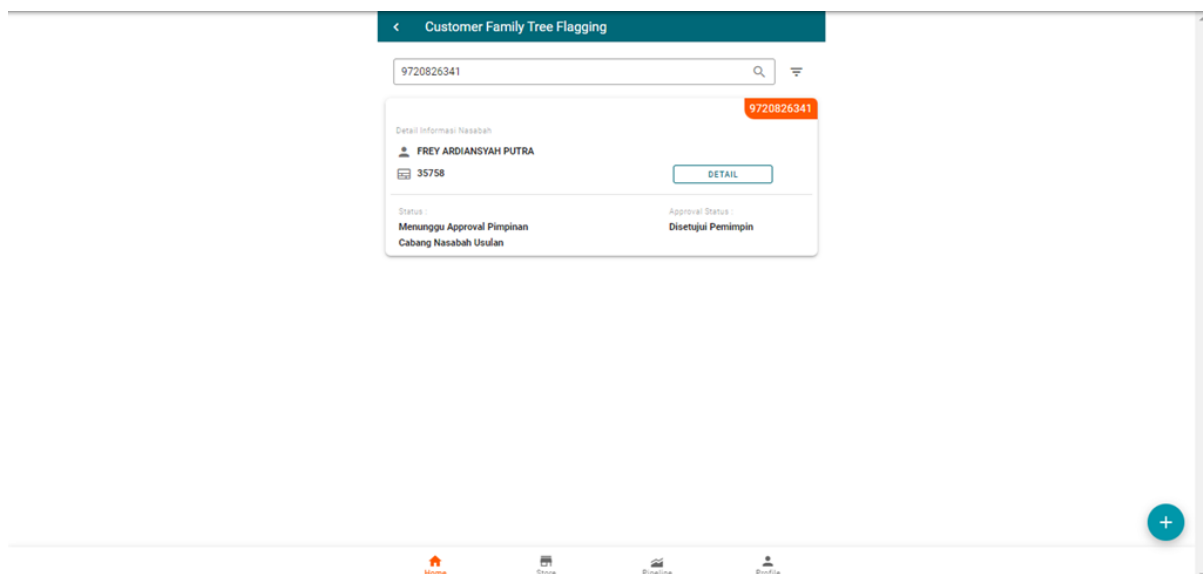 Customer Family Tree Flagging
9720826341
9720826341
Detail Informasi Nasabah
FREY ARDIANSYAH PUTRA
35758
DETAIL
Status :
Menunggu Approval Pimpinan
Cabang Nasabah Usulan
Approval Status :
Disetujui Pemimpin
Home
Store
Pipeline
Profile